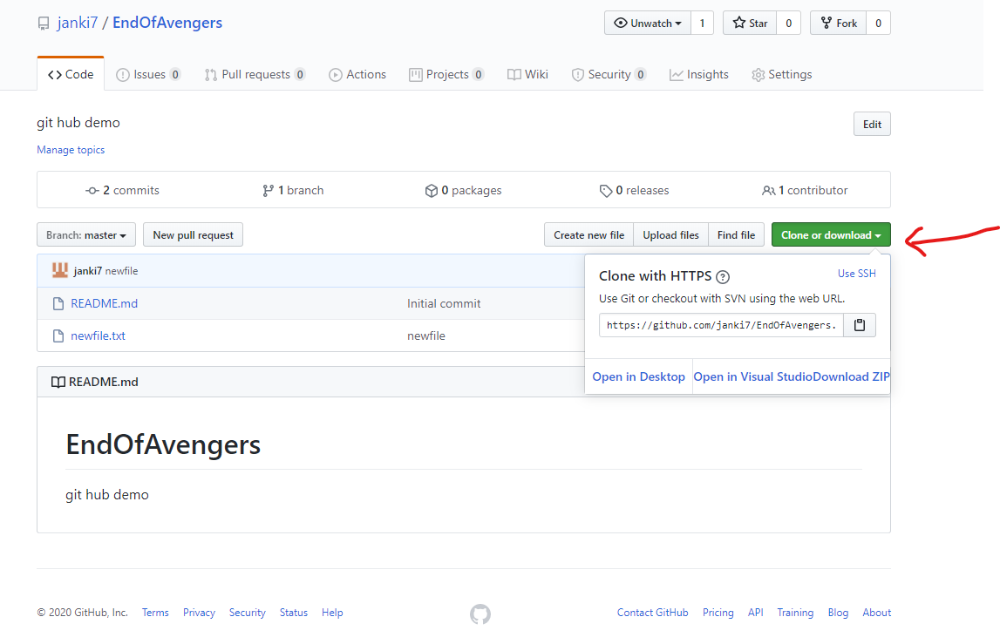 janki7 / EndOfAvengers
Unwatch 1 Star 0 Fork 0
Code Issues 0 Pull requests 0 Actions Projects 0 Wiki Security 0 Insights Settings
git hub demo
Edit
Manage topics
2 commits 1 branch 0 packages 0 releases 1 contributor
Branch: master New pull request Create new file Upload files Find file Clone or download
janki7 newfile
README.md Initial commit
newfile.txt newfile
Clone with HTTPS ? Use SSH
Use Git or checkout with SVN using the web URL.
https://github.com/janki7/EndOfAvengers.
Open in Desktop Open in Visual Studio Download ZIP
README.md
EndOfAvengers
git hub demo
© 2020 GitHub, Inc. Terms Privacy Security Status Help Contact GitHub Pricing API Training Blog About